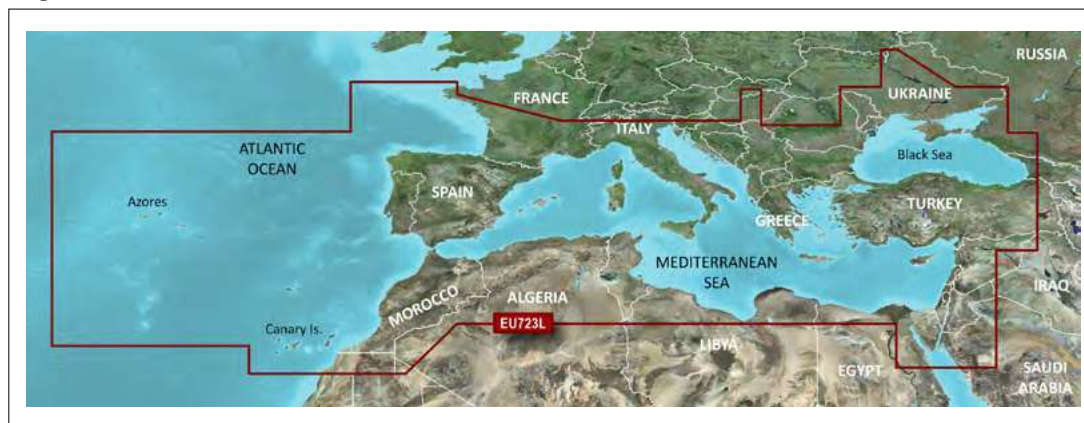 RUSSIA
UKRAINE
FRANCE
ITALY
ATLANTIC
OCEAN
Black Sea
SPAIN
Azores
TURKEY
GREECE
MEDITERRANEAN
SEA
MOROCCO
ALGERIA
IRAQ
Canary Is.
EU723L
LIBYA
EGYPT
SAUDI
ARABIA